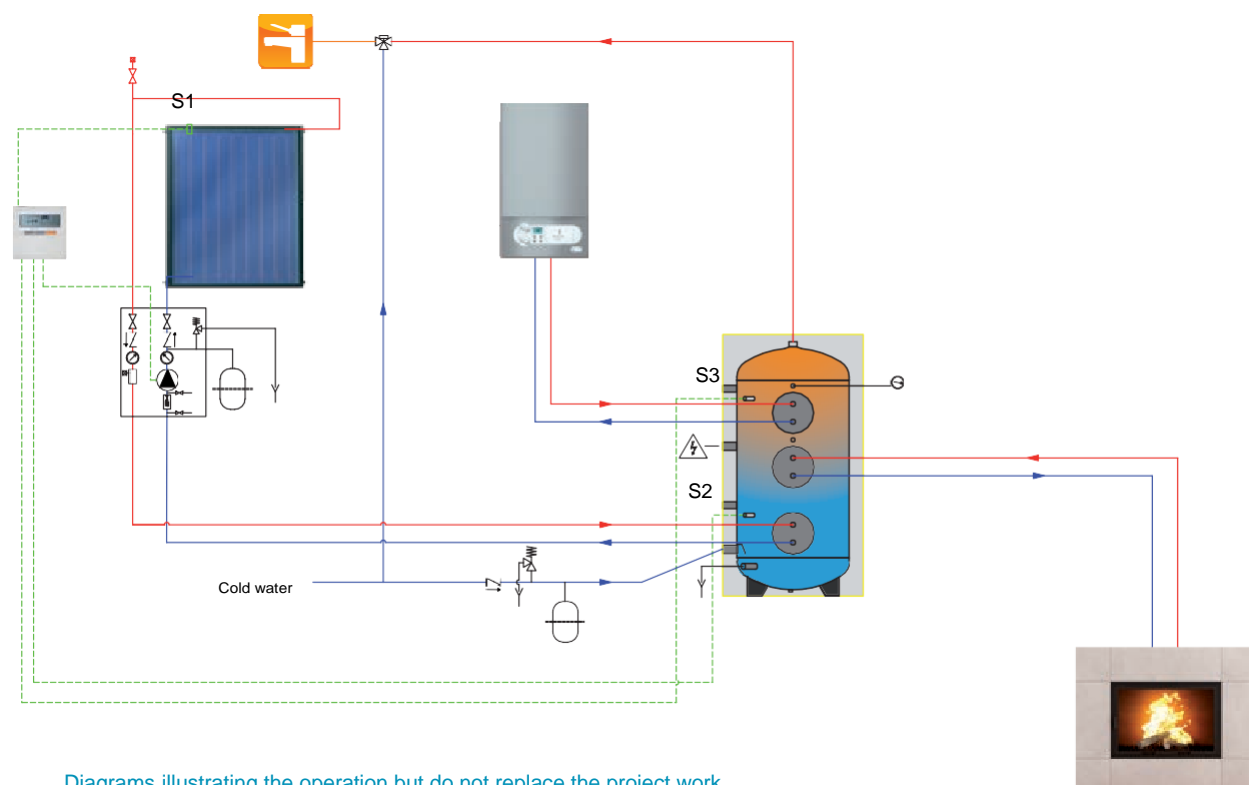 S1
S3
S2
Cold water
Diagrams illustrating the operation but do not replace the project work